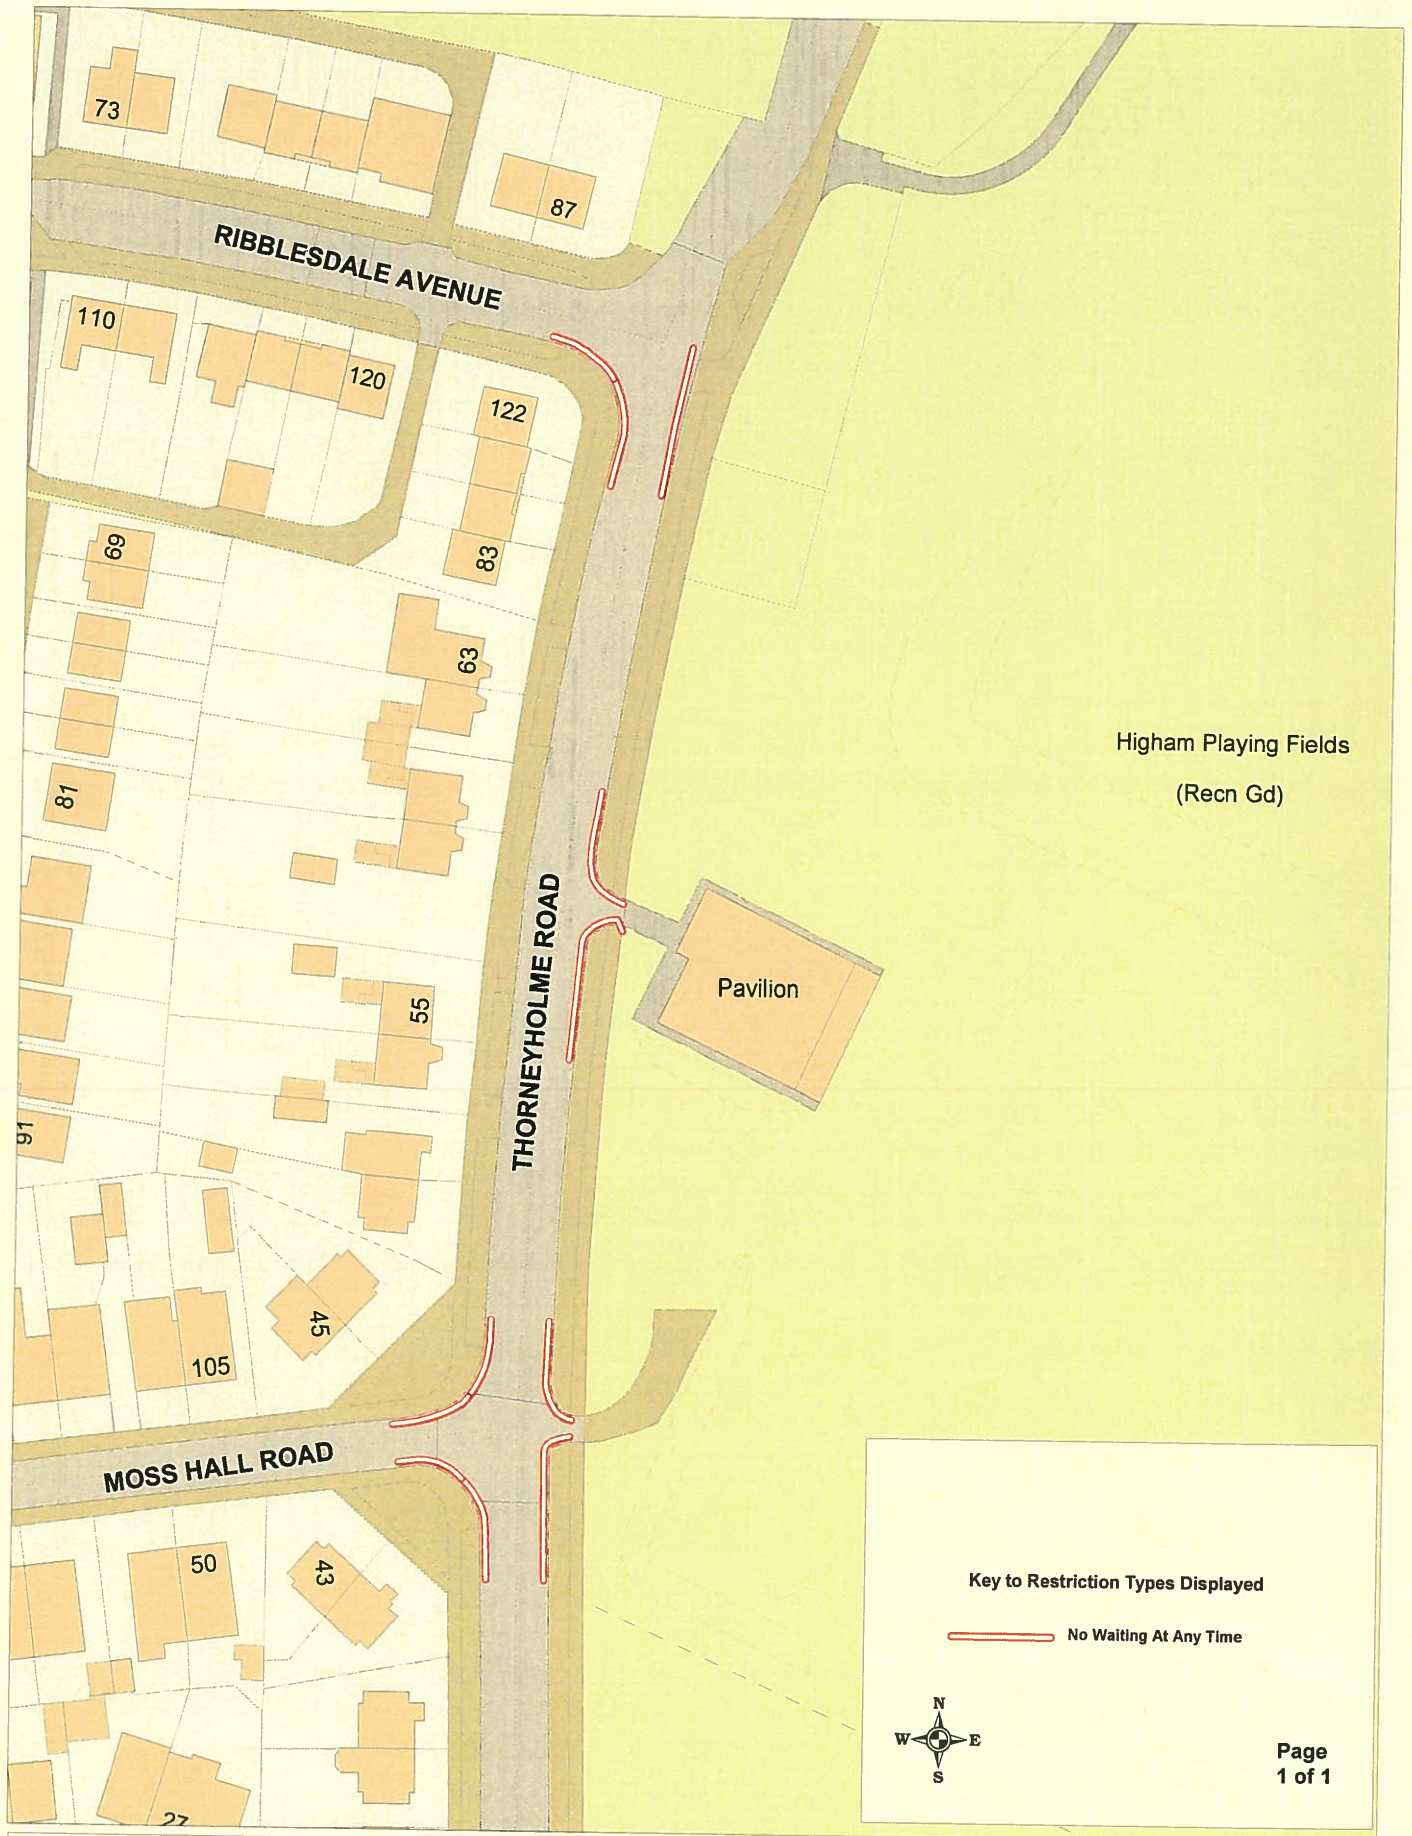 73
87
RIBBLESDALE AVENUE
110
120
122
83
69
63
81
Higham Playing Fields
(Recn Gd)
THORNEYHOLME ROAD
Pavilion
55
91
45
105
MOSS HALL ROAD
50
43
27
Key to Restriction Types Displayed
No Waiting At Any Time
N
W E
S
Page
1 of 1